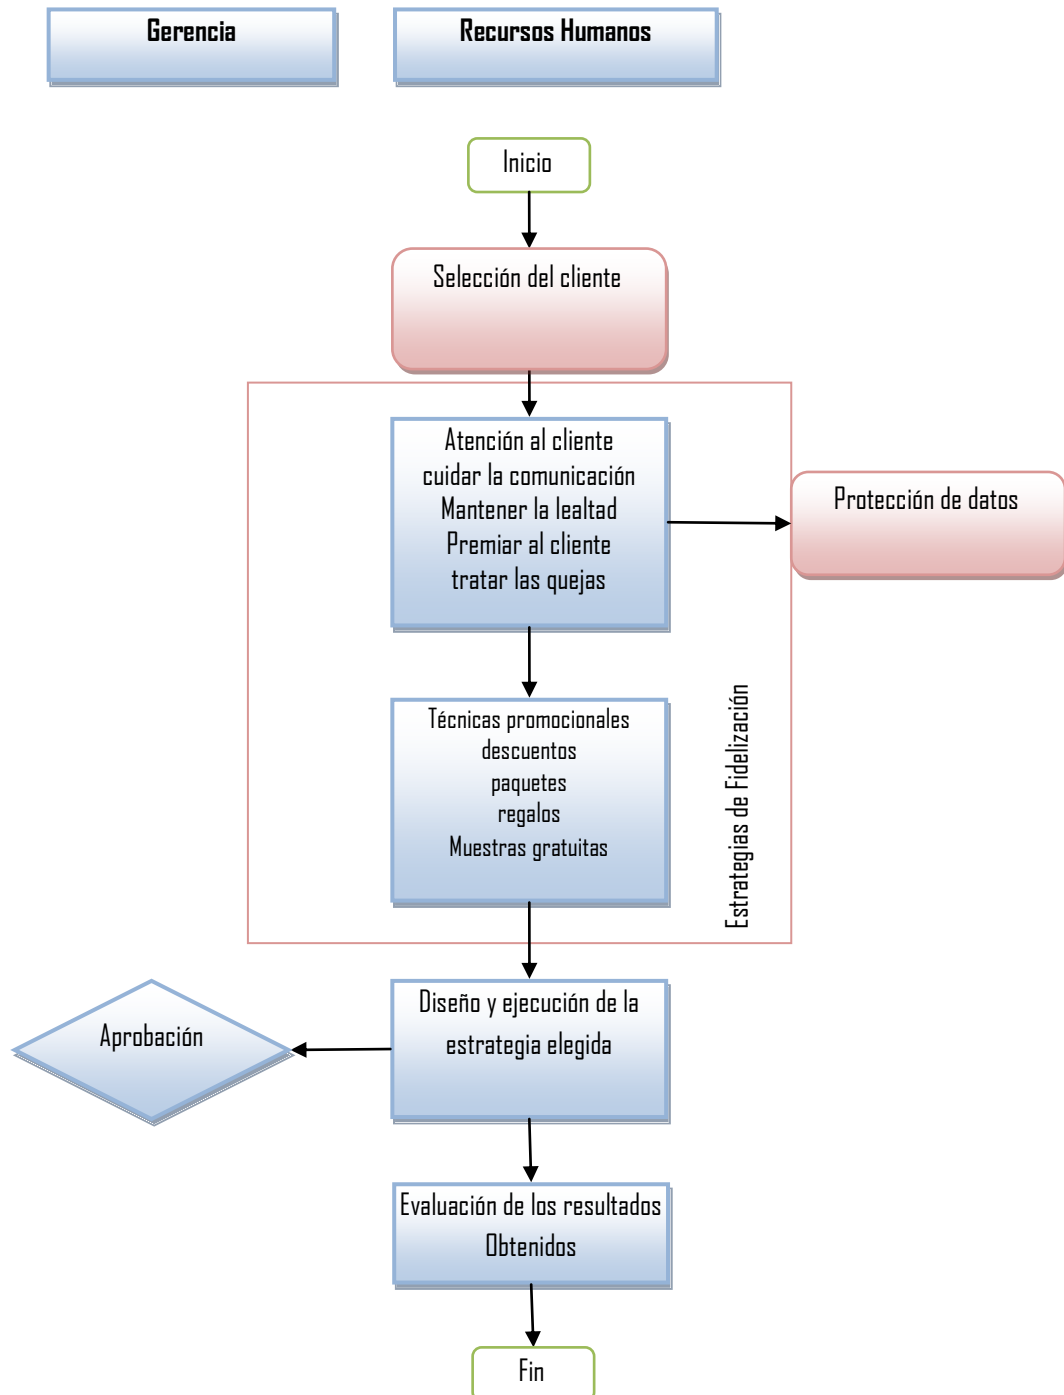 Gerencia
Recursos Humanos
Inicio
Selección del cliente
Atención al cliente
cuidar la comunicación
Mantener la lealtad
Premiar al cliente
tratar las quejas
Protección de datos
Técnicas promocionales
descuentos
paquetes
regalos
Muestras gratuitas
Estrategias de Fidelización
Diseño y ejecución de la
estrategia elegida
Aprobación
Evaluación de los resultados
Obtenidos
Fin